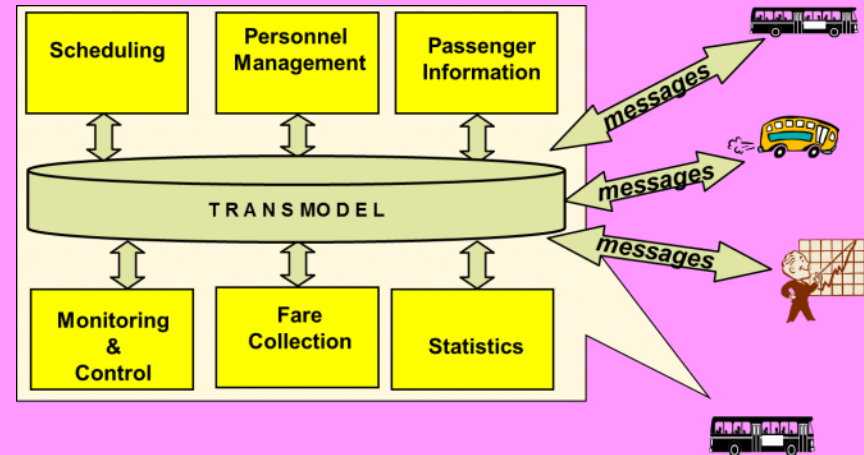 Scheduling
Personnel
Management
Passenger
Information
messages
messages
TRANSMODEL
messages
Monitoring
&
Control
Fare
Collection
Statistics